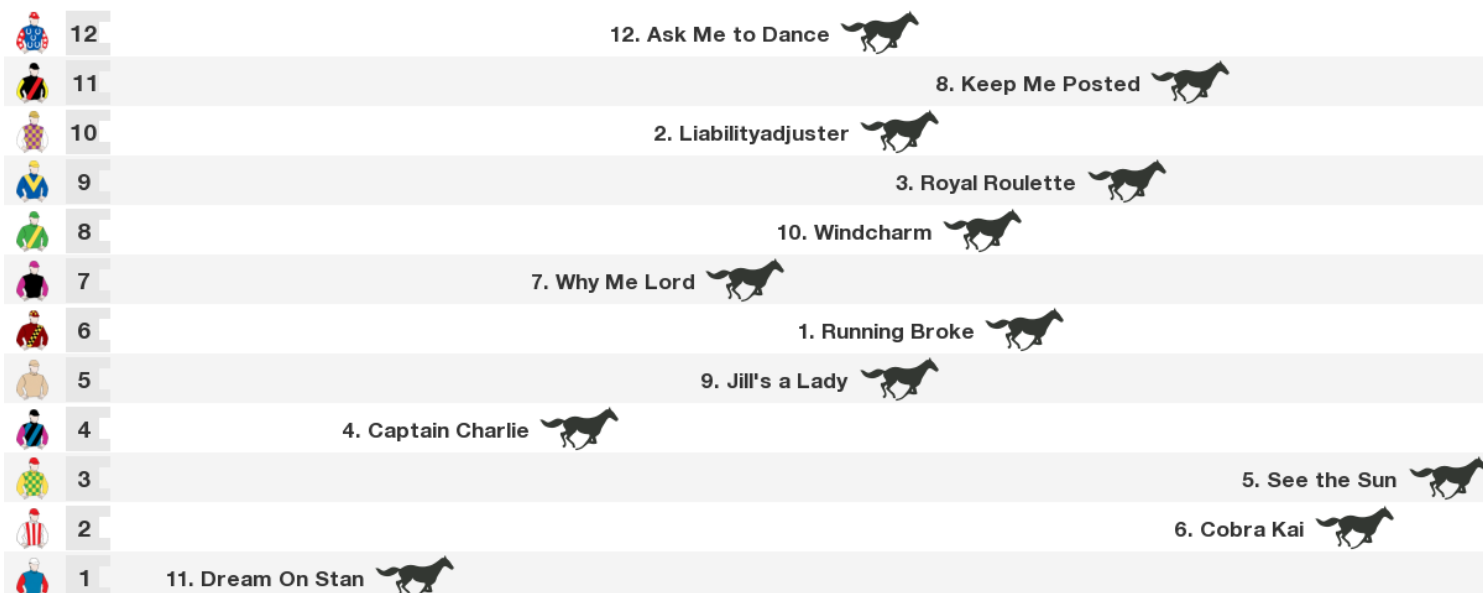 12 12. Ask Me to Dance
11 8. Keep Me Posted
10 2. Liabilityadjuster
9 3. Royal Roulette
8 10. Windcharm
7 7. Why Me Lord
6 1. Running Broke
5 9. Jill's a Lady
4 4. Captain Charlie
3 5. See the Sun
2 6. Cobra Kai
1 11. Dream On Stan